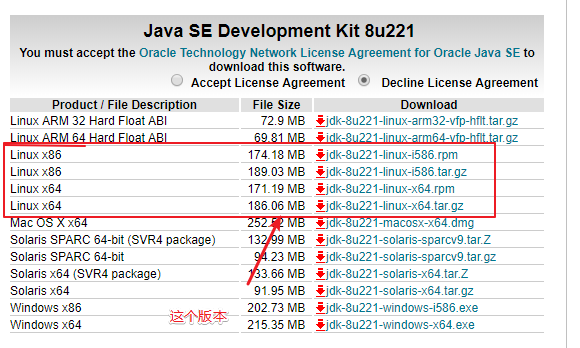 Java SE Development Kit 8u221
You must accept the Oracle Technology Network License Agreement for Oracle Java SE to
download this software.
Accept License Agreement Decline License Agreement
Product / File Description File Size Download
Linux ARM 32 Hard Float ABI 72.9 MB jdk-8u221-linux-arm32-vfp-hflt.tar.gz
Linux ARM 64 Hard Float ABI 69.81 MB jdk-8u221-linux-arm64-vfp-hflt.tar.gz
Linux x86 174.18 MB jdk-8u221-linux-i586.rpm
Linux x86 189.03 MB jdk-8u221-linux-i586.tar.gz
Linux x64 171.19 MB jdk-8u221-linux-x64.rpm
Linux x64 186.06 MB jdk-8u221-linux-x64.tar.gz
Mac OS X x64 252.52 MB jdk-8u221-macosx-x64.dmg
Solaris SPARC 64-bit (SVR4 package) 132.99 MB jdk-8u221-solaris-sparcv9.tar.Z
Solaris SPARC 64-bit 94.23 MB jdk-8u221-solaris-sparcv9.tar.gz
Solaris x64 (SVR4 package) 133.66 MB jdk-8u221-solaris-x64.tar.Z
Solaris x64 91.95 MB jdk-8u221-solaris-x64.tar.gz
Windows x86 202.73 MB jdk-8u221-windows-i586.exe
Windows x64 215.35 MB jdk-8u221-windows-x64.exe
这个版本